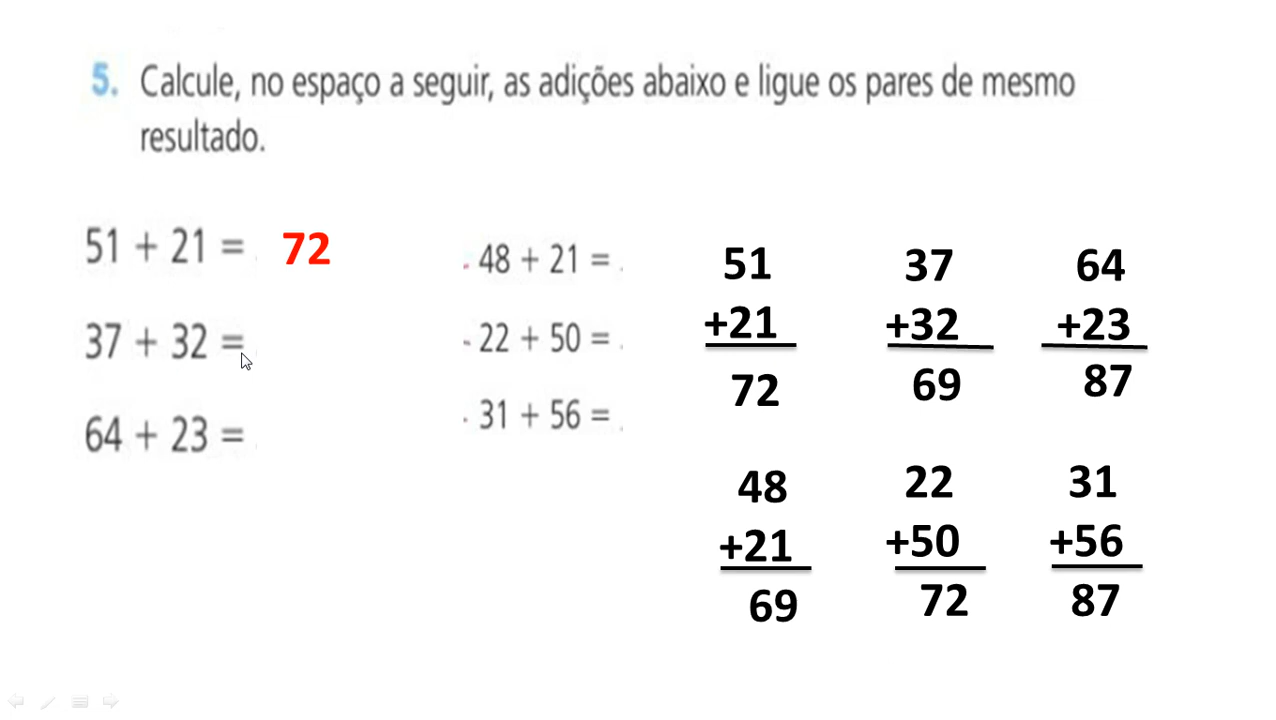 5. Calcule, no espaço a seguir, as adições abaixo e ligue os pares de mesmo
resultado.
51 + 21 = 72
37 + 32 =
64 + 23 =
48 + 21 =
22 + 50 =
31 + 56 =
51
+21
72
37
+32
69
64
+23
87
48
+21
69
22
+50
72
31
+56
87